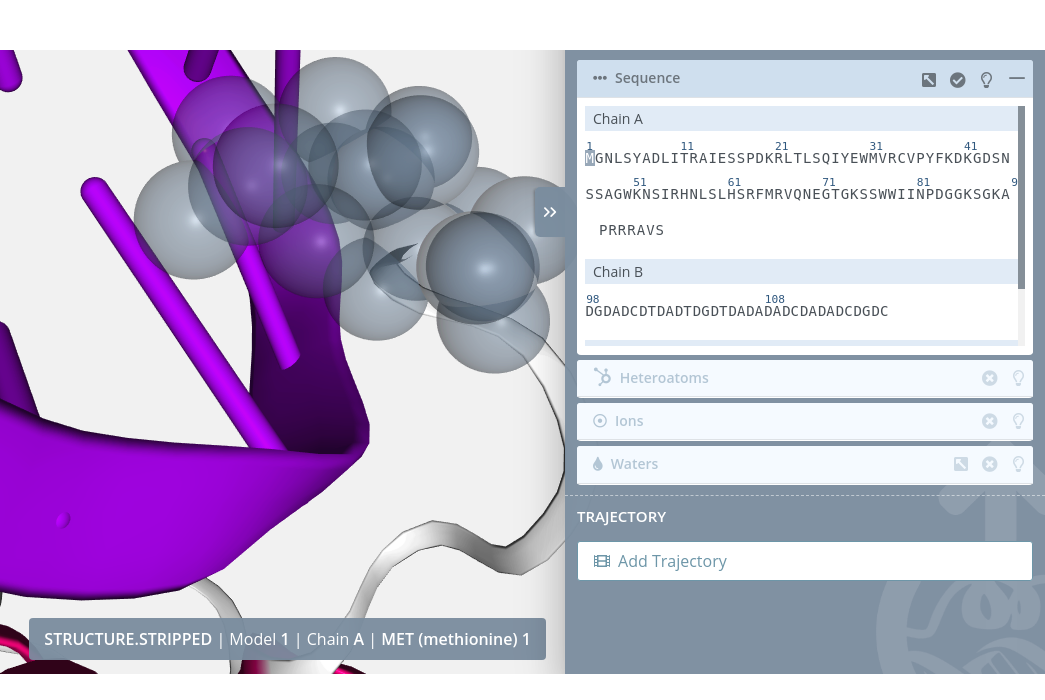 Sequence
Chain A
1 11 21 31 41
MGNLSYADLITRAIESSPDKRLTLSQIYEWMVRCVPYFKDKGDSN
51 61 71 81 9
SSAGWKNSIRHNLSLHSRFMRVQNEGTGKSSWWIINPDGGKSGKA
PRRRAVS
Chain B
98 108
DGDADCDTDADTDGDTDADADADCDADADCDGDC
Heteroatoms
Ions
Waters
TRAJECTORY
Add Trajectory
STRUCTURE.STRIPPED | Model 1 | Chain A | MET (methionine) 1